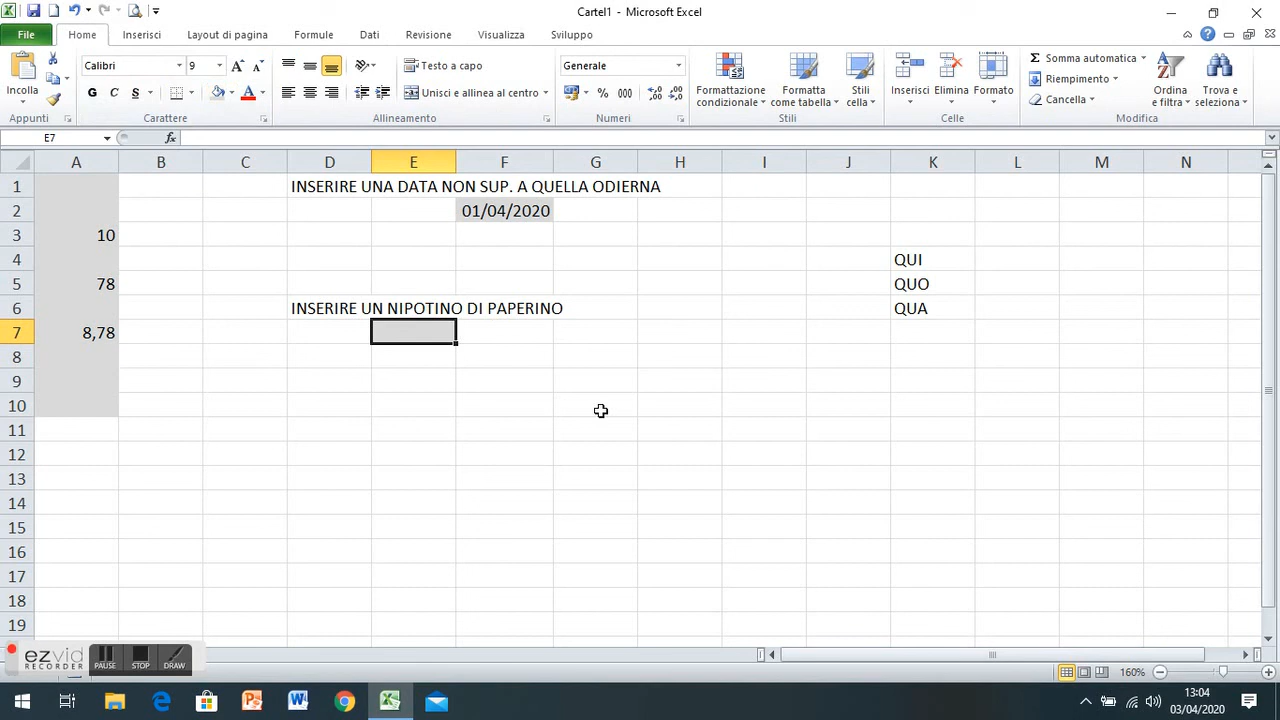 Cartel1 - Microsoft Excel
File Home Inserisci Layout di pagina Formule Dati Revisione Visualizza Sviluppo
Incolla
Calibri 9
G C S
Testo a capo
Unisci e allinea al centro
Generale
% 000
Formattazione condizionale
Formatta come tabella
Stili cella
Inserisci
Elimina
Formato
Somma automatica
Riempimento
Cancella
Ordina e filtra
Trova e seleziona
Appunti Carattere Allineamento Numeri Stili Celle Modifica
E7 fx
A B C D E F G H I J K L M N
1 INSERIRE UNA DATA NON SUP. A QUELLA ODIERNA
2 01/04/2020
3 10
4 QUI
5 78 QUO
6 INSERIRE UN NIPOTINO DI PAPERINO QUA
7 8,78
8
9
10
11
12
13
14
15
16
17
18
19
ezvid RECORDER PAUSE STOP DRAW
160%
13:04
03/04/2020